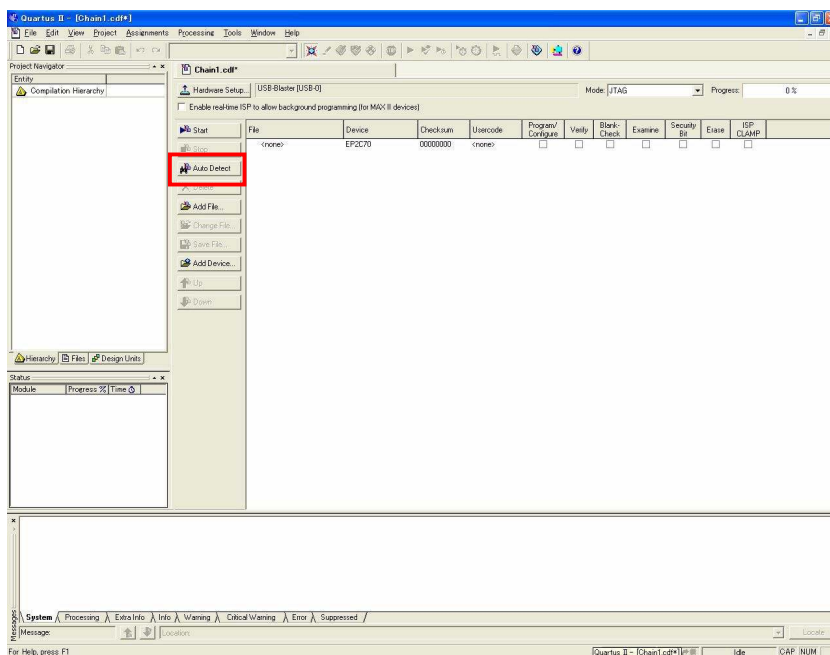 Quartus II - [Chain1.cdf*]
File Edit View Project Assignments Processing Tools Window Help
Project Navigator
Entity
Compilation Hierarchy
Hierarchy Files Design Units
Status
Module Progress % Time
Chain1.cdf*
Hardware Setup... USB-Blaster [USB-0] Mode: JTAG Progress: 0 %
Enable real-time ISP to allow background programming (for MAX II devices)
Start
Stop
Auto Detect
Delete
Add File...
Change File...
Save File...
Add Device...
Up
Down
File Device Checksum Usercode Program/Configure Verify Blank-Check Examine Security Bit Erase ISP CLAMP
<none> EP2C70 00000000 <none>
Messages
System Processing Extra Info Info Warning Critical Warning Error Suppressed
Message: Location: Locate
For Help, press F1 Quartus II - [Chain1.cdf*] Idle CAP NUM